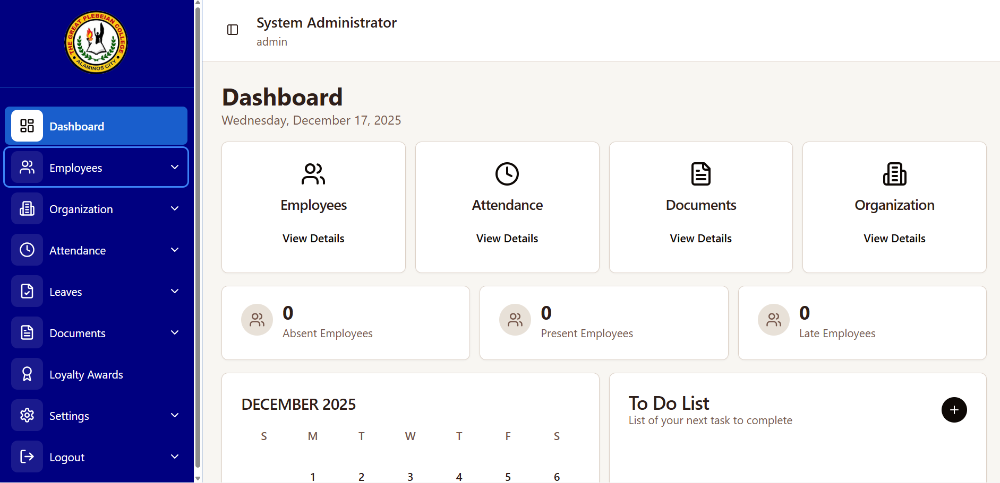 THE GREAT PLEBEIAN COLLEGE
ALAMINOS CITY
Dashboard
Employees
Organization
Attendance
Leaves
Documents
Loyalty Awards
Settings
Logout
System Administrator
admin
Dashboard
Wednesday, December 17, 2025
Employees
View Details
Attendance
View Details
Documents
View Details
Organization
View Details
0
Absent Employees
0
Present Employees
0
Late Employees
DECEMBER 2025
S M T W T F S
1 2 3 4 5 6
To Do List
List of your next task to complete